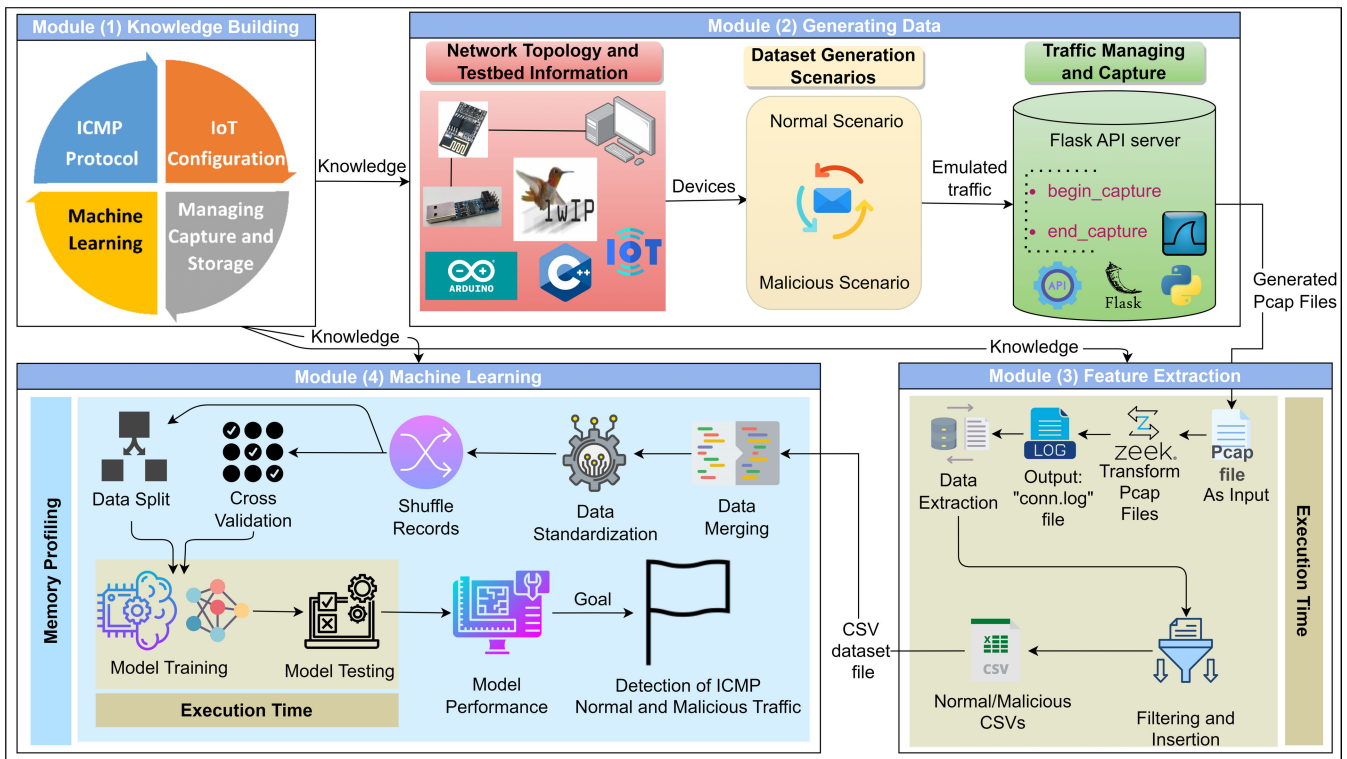 Module (1) Knowledge Building
ICMP
Protocol
IoT
Configuration
Machine
Learning
Managing
Capture and
Storage
Knowledge
Module (2) Generating Data
Network Topology and
Testbed Information
lwIP
ARDUINO
C++
IOT
Devices
Dataset Generation
Scenarios
Normal Scenario
Malicious Scenario
Emulated
traffic
Traffic Managing
and Capture
Flask API server
• begin_capture
• end_capture
API
Flask
Generated
Pcap Files
Knowledge
Knowledge
Module (4) Machine Learning
Memory Profiling
Data Split
Cross
Validation
Shuffle
Records
Data
Standardization
Data
Merging
Model Training
Model Testing
Execution Time
Model
Performance
Goal
Detection of ICMP
Normal and Malicious Traffic
CSV
dataset
file
Module (3) Feature Extraction
Data
Extraction
LOG
Output:
"conn.log"
file
zeek®
Transform
Pcap
Files
Pcap
file
As Input
Execution Time
X
CSV
Normal/Malicious
CSVs
Filtering and
Insertion